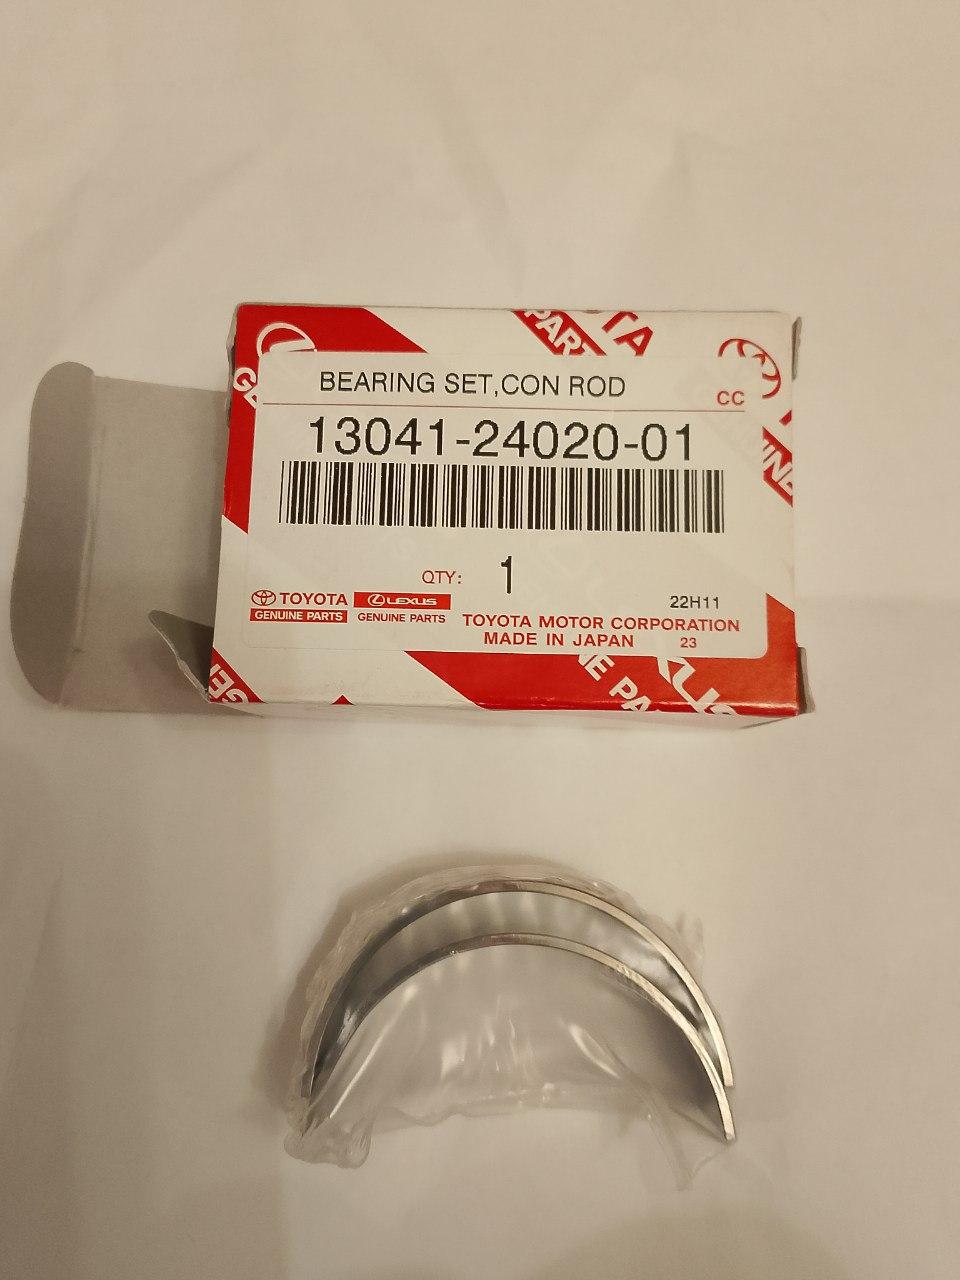 PART
BEARING SET,CON ROD
CC
13041-24020-01
QTY: 1
TOYOTA LEXUS
GENUINE PARTS GENUINE PARTS
22H11
TOYOTA MOTOR CORPORATION
MADE IN JAPAN 23